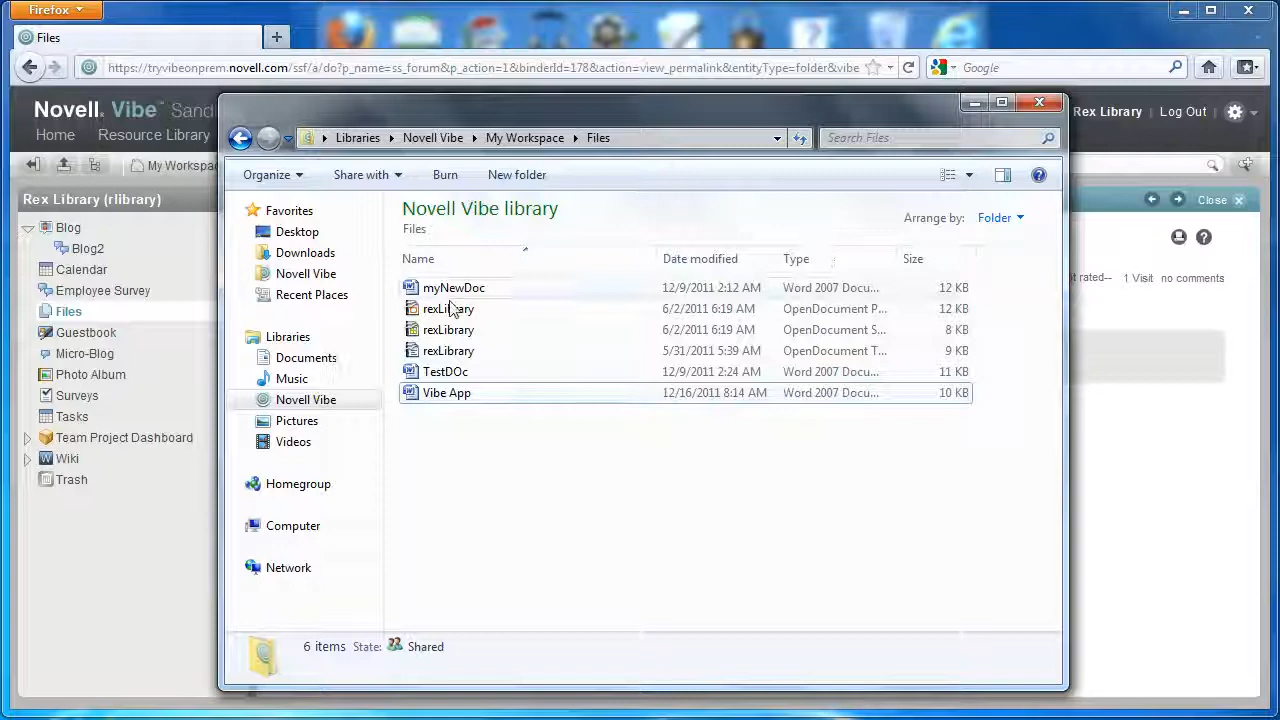 Firefox
Files
https://tryvibeonprem.novell.com/ssf/a/do?p_name=ss_forum&p_action=1&binderId=178&action=view_permalink&entityType=folder&vibe
Google
Novell Vibe Sand
Rex Library | Log Out
Home Resource Library
My Workspa
Close
Rex Library (rlibrary)
Blog
Blog2
Calendar
Employee Survey
Files
Guestbook
Micro-Blog
Photo Album
Surveys
Tasks
Team Project Dashboard
Wiki
Trash
t rated-- 1 Visit no comments
Libraries Novell Vibe My Workspace Files
Search Files
Organize Share with Burn New folder
Favorites
Desktop
Downloads
Novell Vibe
Recent Places
Libraries
Documents
Music
Novell Vibe
Pictures
Videos
Homegroup
Computer
Network
Novell Vibe library
Files
Arrange by: Folder
Name Date modified Type Size
myNewDoc 12/9/2011 2:12 AM Word 2007 Docu... 12 KB
rexLibrary 6/2/2011 6:19 AM OpenDocument P... 12 KB
rexLibrary 6/2/2011 6:19 AM OpenDocument S... 8 KB
rexLibrary 5/31/2011 5:39 AM OpenDocument T... 9 KB
TestDOc 12/9/2011 2:24 AM Word 2007 Docu... 11 KB
Vibe App 12/16/2011 8:14 AM Word 2007 Docu... 10 KB
6 items State: Shared